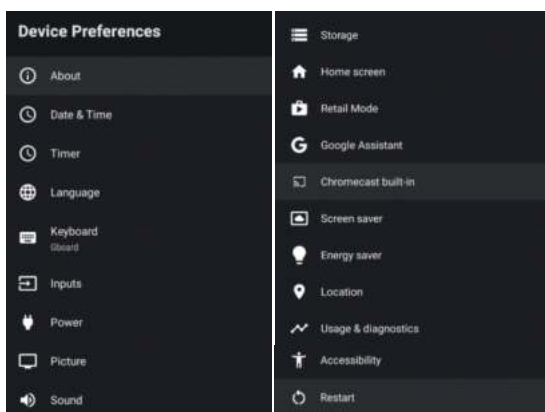 Device Preferences
About
Date & Time
Timer
Language
Keyboard
Gboard
Inputs
Power
Picture
Sound
Storage
Home screen
Retail Mode
Google Assistant
Chromecast built-in
Screen saver
Energy saver
Location
Usage & diagnostics
Accessibility
Restart